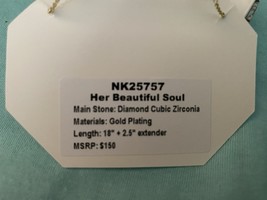 NK25757
Her Beautiful Soul
Main Stone: Diamond Cubic Zirconia
Materials: Gold Plating
Length: 18" + 2.5" extender
MSRP: $150